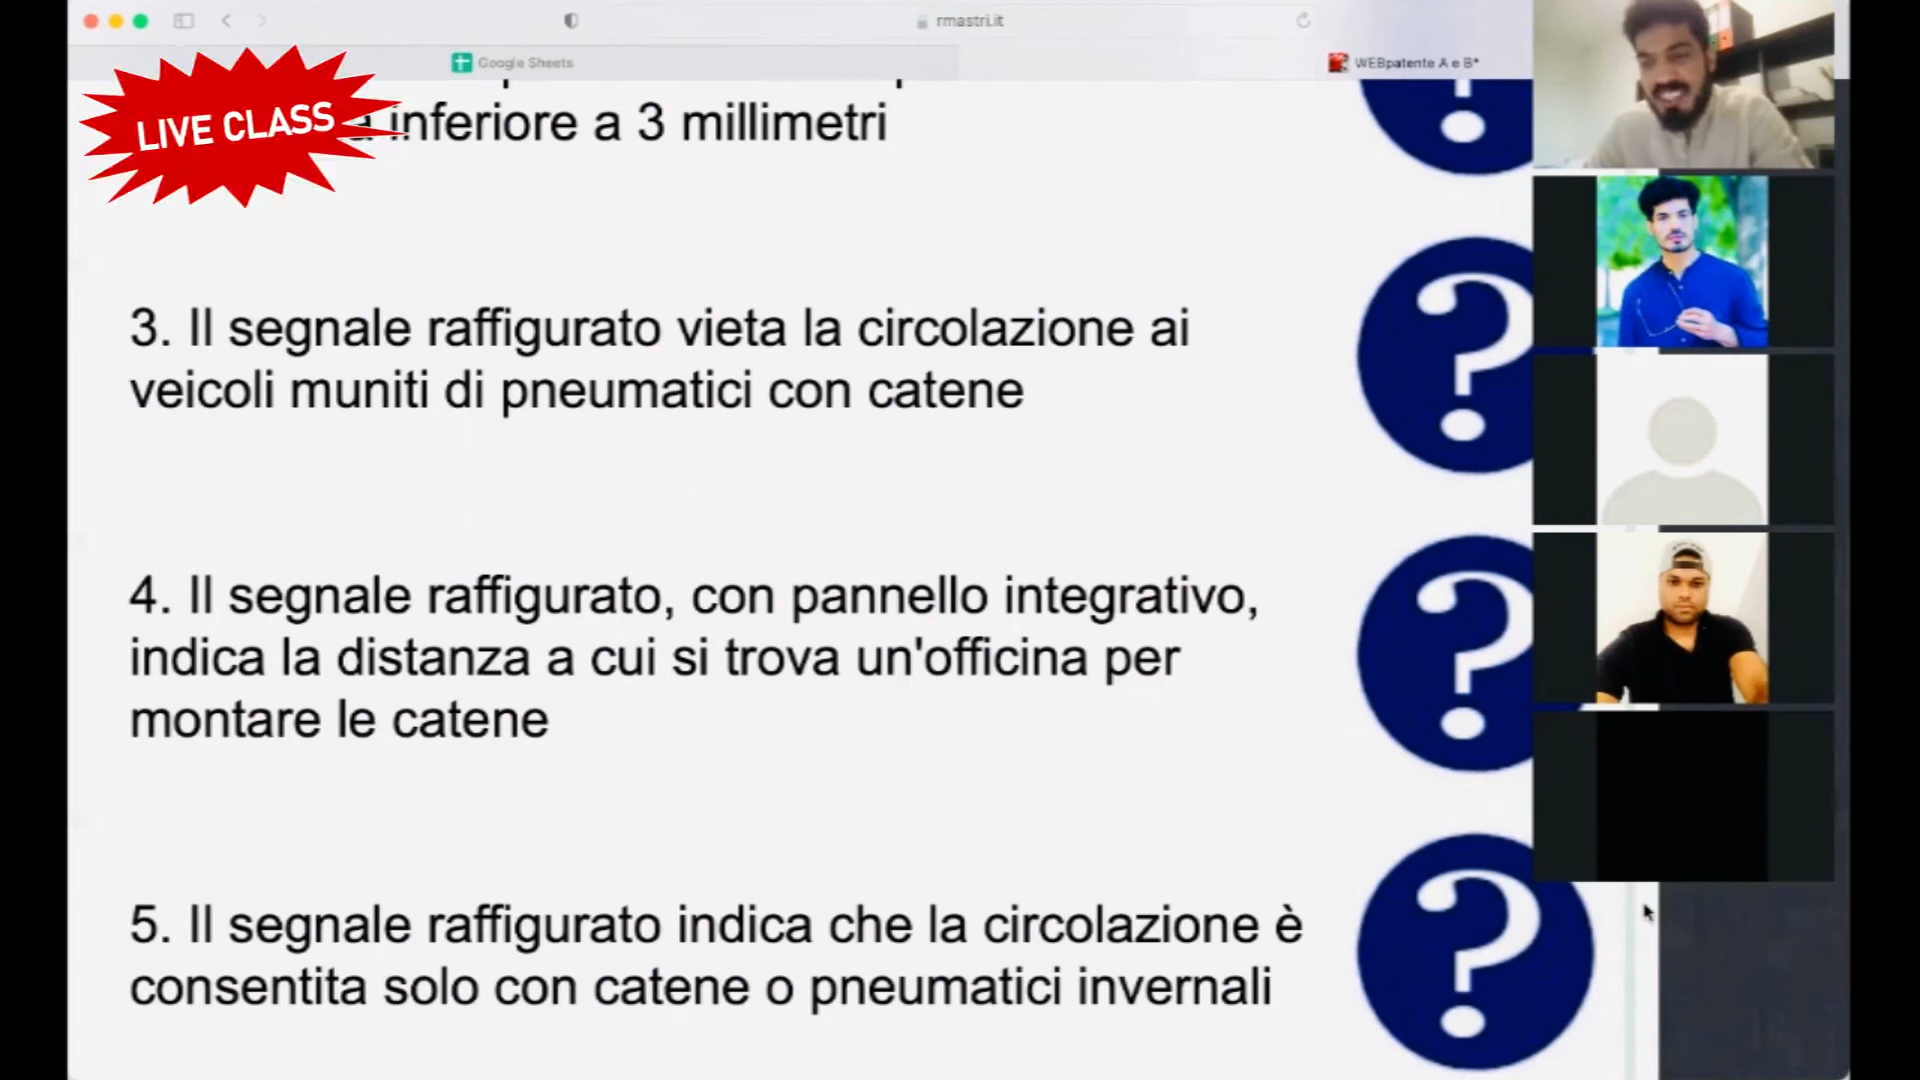 rmastri.it
Google Sheets
WEBpatente A e B*
LIVE CLASS
a inferiore a 3 millimetri
3. Il segnale raffigurato vieta la circolazione ai
veicoli muniti di pneumatici con catene
4. Il segnale raffigurato, con pannello integrativo,
indica la distanza a cui si trova un'officina per
montare le catene
5. Il segnale raffigurato indica che la circolazione è
consentita solo con catene o pneumatici invernali